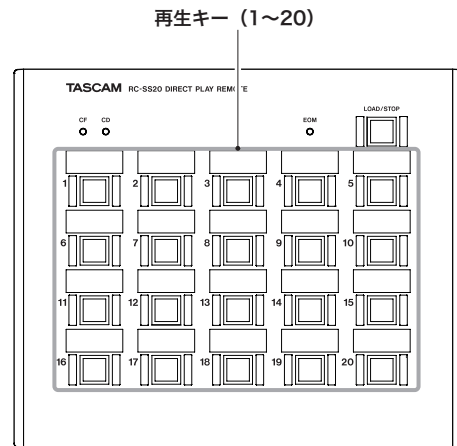 再生キー（1〜20）
TASCAM RC-SS20 DIRECT PLAY REMOTE
LOAD/STOP
CF CD EOM
1 2 3 4 5
6 7 8 9 10
11 12 13 14 15
16 17 18 19 20